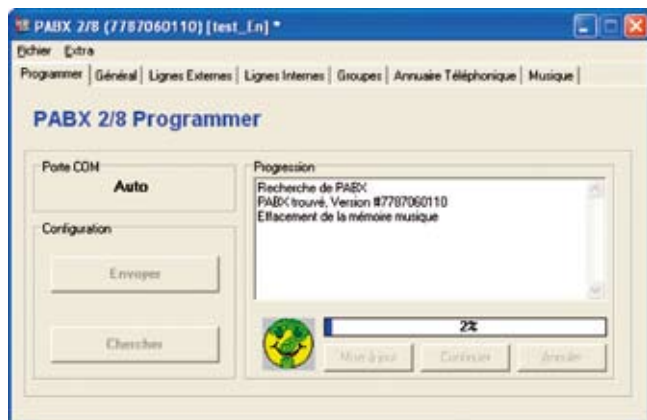 PABX 2/8 (7787060110) [test_En] *
Fichier Extra
Programmer Général Lignes Externes Lignes Internes Groupes Annuaire Téléphonique Musique
PABX 2/8 Programmer
Porte COM
Auto
Configuration
Envoyer
Chercher
Progression
Recherche de PABX
PABX trouvé, Version #7787060110
Effacement de la mémoire musique
2%
Mise à jour Continuer Annuler